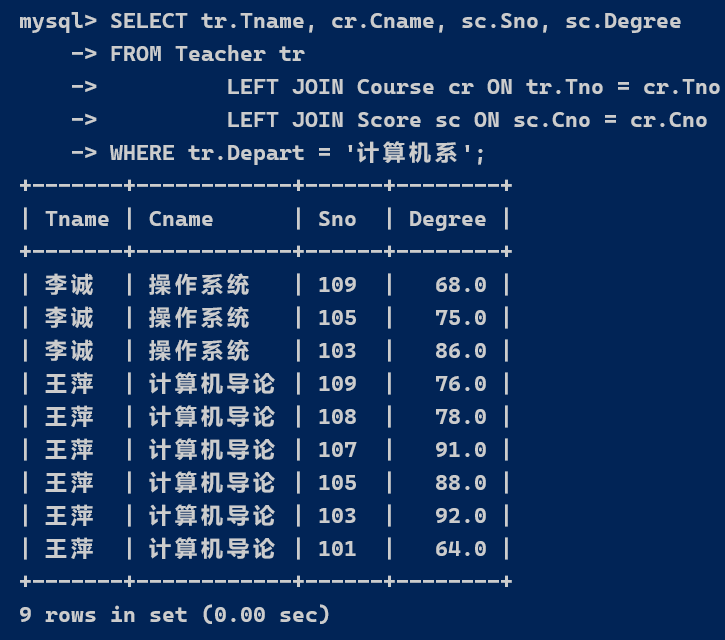 mysql> SELECT tr.Tname, cr.Cname, sc.Sno, sc.Degree
    -> FROM Teacher tr
    ->          LEFT JOIN Course cr ON tr.Tno = cr.Tno
    ->          LEFT JOIN Score sc ON sc.Cno = cr.Cno
    -> WHERE tr.Depart = '计算机系';
+-------+------------+------+--------+
| Tname | Cname      | Sno  | Degree |
+-------+------------+------+--------+
| 李诚  | 操作系统   | 109  |   68.0 |
| 李诚  | 操作系统   | 105  |   75.0 |
| 李诚  | 操作系统   | 103  |   86.0 |
| 王萍  | 计算机导论 | 109  |   76.0 |
| 王萍  | 计算机导论 | 108  |   78.0 |
| 王萍  | 计算机导论 | 107  |   91.0 |
| 王萍  | 计算机导论 | 105  |   88.0 |
| 王萍  | 计算机导论 | 103  |   92.0 |
| 王萍  | 计算机导论 | 101  |   64.0 |
+-------+------------+------+--------+
9 rows in set (0.00 sec)